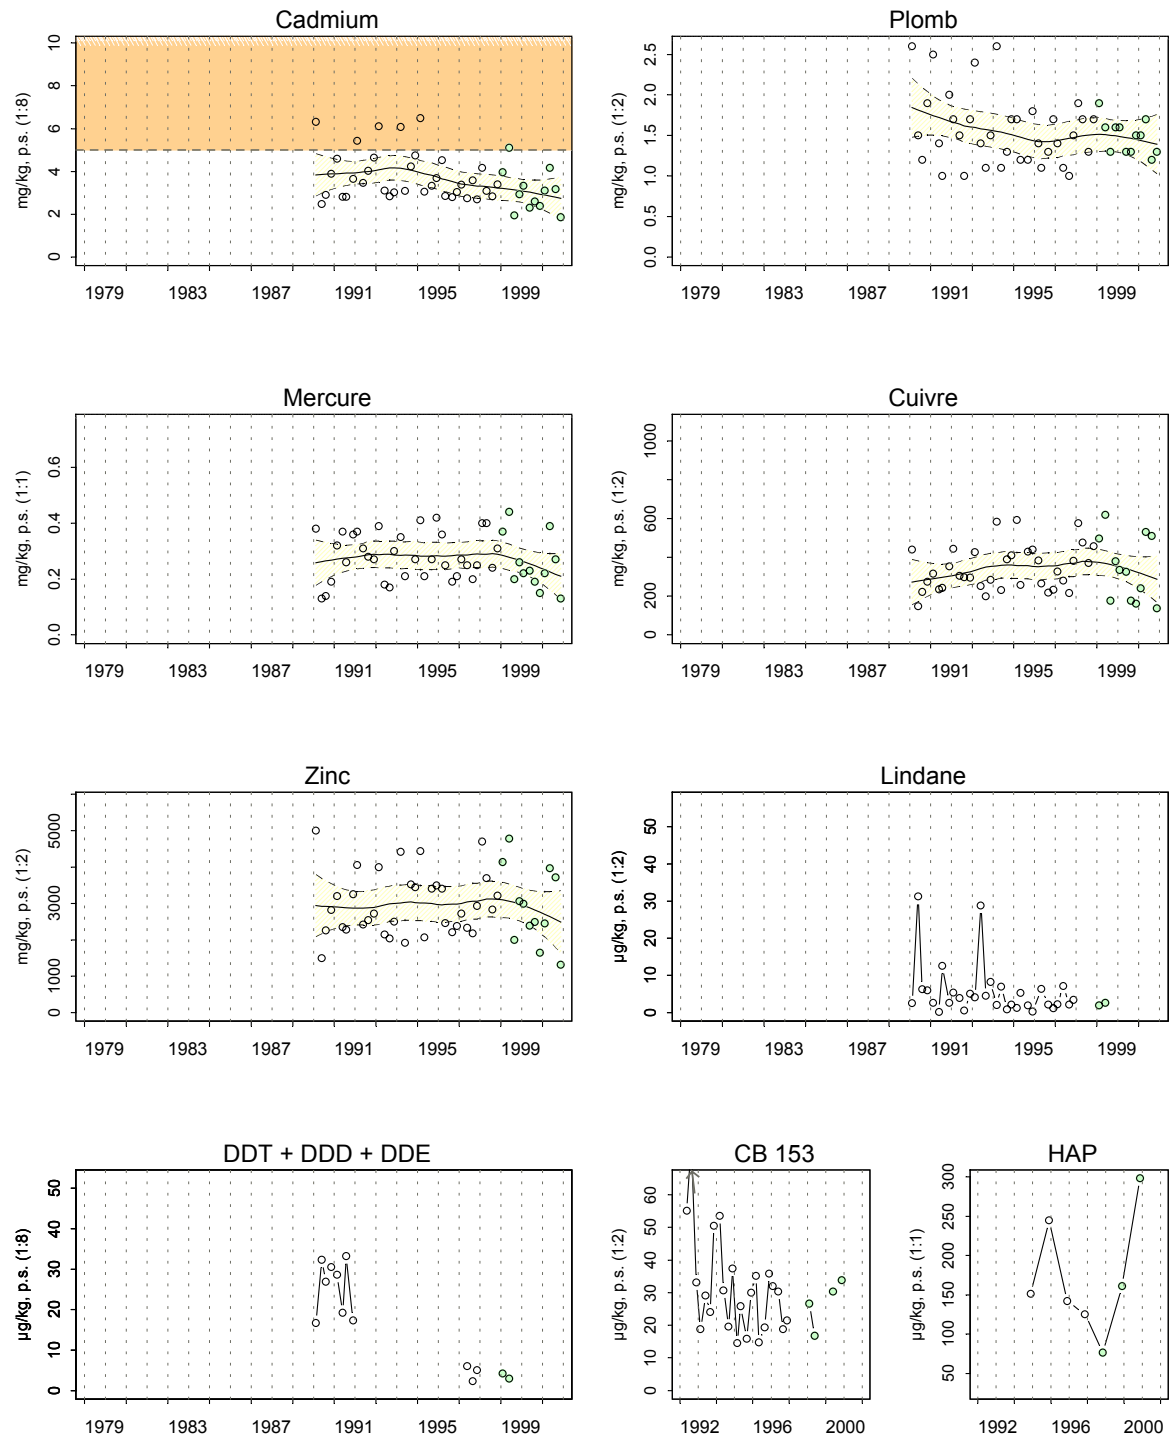 Cadmium
mg/kg, p.s. (1:8)
0 2 4 6 8 10
1979 1983 1987 1991 1995 1999
Plomb
mg/kg, p.s. (1:2)
0.0 0.5 1.0 1.5 2.0 2.5
1979 1983 1987 1991 1995 1999
Mercure
mg/kg, p.s. (1:1)
0.0 0.2 0.4 0.6
1979 1983 1987 1991 1995 1999
Cuivre
mg/kg, p.s. (1:2)
0 200 600 1000
1979 1983 1987 1991 1995 1999
Zinc
mg/kg, p.s. (1:2)
0 1000 3000 5000
1979 1983 1987 1991 1995 1999
Lindane
µg/kg, p.s. (1:2)
0 10 20 30 40 50
1979 1983 1987 1991 1995 1999
DDT + DDD + DDE
µg/kg, p.s. (1:8)
0 10 20 30 40 50
1979 1983 1987 1991 1995 1999
CB 153
µg/kg, p.s. (1:2)
0 10 20 30 40 50 60
1992 1996 2000
HAP
µg/kg, p.s. (1:1)
50 100 150 200 250 300
1992 1996 2000